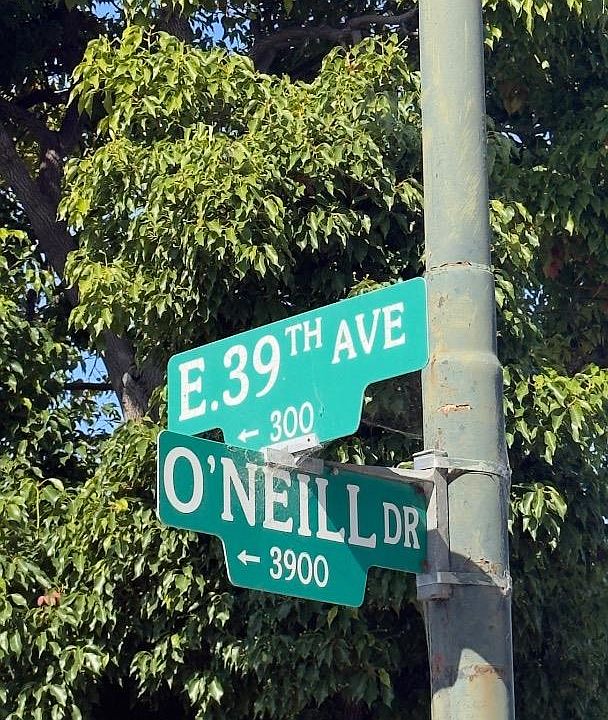 E. 39TH AVE
← 300
O'NEILL DR
← 3900